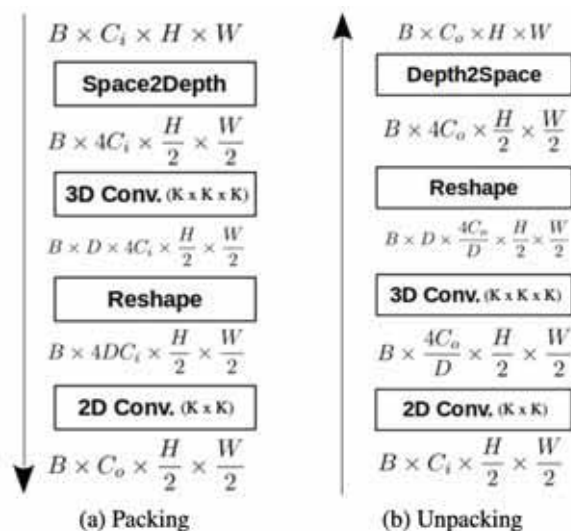 B × C_i × H × W
Space2Depth
B × 4C_i × H/2 × W/2
3D Conv. (K x K x K)
B × D × 4C_i × H/2 × W/2
Reshape
B × 4DC_i × H/2 × W/2
2D Conv. (K x K)
B × C_o × H/2 × W/2
(a) Packing
B × C_o × H × W
Depth2Space
B × 4C_o × H/2 × W/2
Reshape
B × D × 4C_o/D × H/2 × W/2
3D Conv. (K x K x K)
B × 4C_o/D × H/2 × W/2
2D Conv. (K x K)
B × C_i × H/2 × W/2
(b) Unpacking